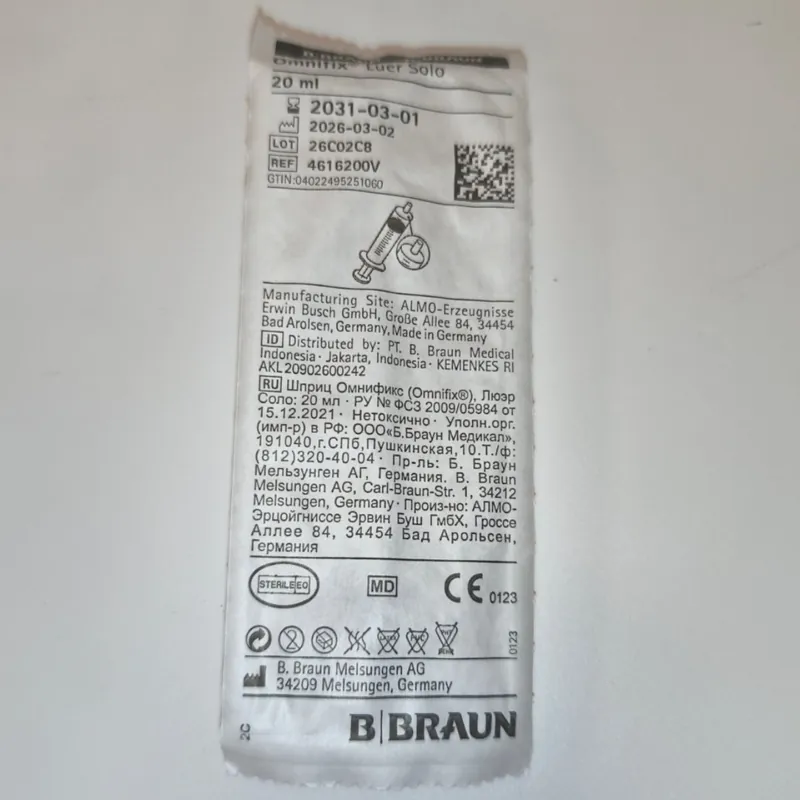 B|BRAUN B|BRAUN
Omnifix® Luer Solo
20 ml
2031-03-01
2026-03-02
LOT 26C02C8
REF 4616200V
GTIN:04022495251060
Manufacturing Site: ALMO-Erzeugnisse
Erwin Busch GmbH, Große Allee 84, 34454
Bad Arolsen, Germany, Made in Germany
ID Distributed by: PT. B. Braun Medical
Indonesia · Jakarta, Indonesia · KEMENKES RI
AKL 20902600242
RU Шприц Омнификс (Omnifix®), Люэр
Соло: 20 мл · РУ № ФСЗ 2009/05984 от
15.12.2021 · Нетоксично · Уполн.орг.
(имп-р) в РФ: ООО«Б.Браун Медикал»,
191040,г.СПб,Пушкинская,10.Т./ф:
(812)320-40-04 · Пр-ль: Б. Браун
Мельзунген АГ, Германия. B. Braun
Melsungen AG, Carl-Braun-Str. 1, 34212
Melsungen, Germany · Произ-но: АЛМО-
Эрцойгниссе Эрвин Буш ГмбХ, Гроссе
Аллее 84, 34454 Бад Арользен,
Германия
STERILE EO MD CE 0123
0123
B. Braun Melsungen AG
34209 Melsungen, Germany
2C
B|BRAUN